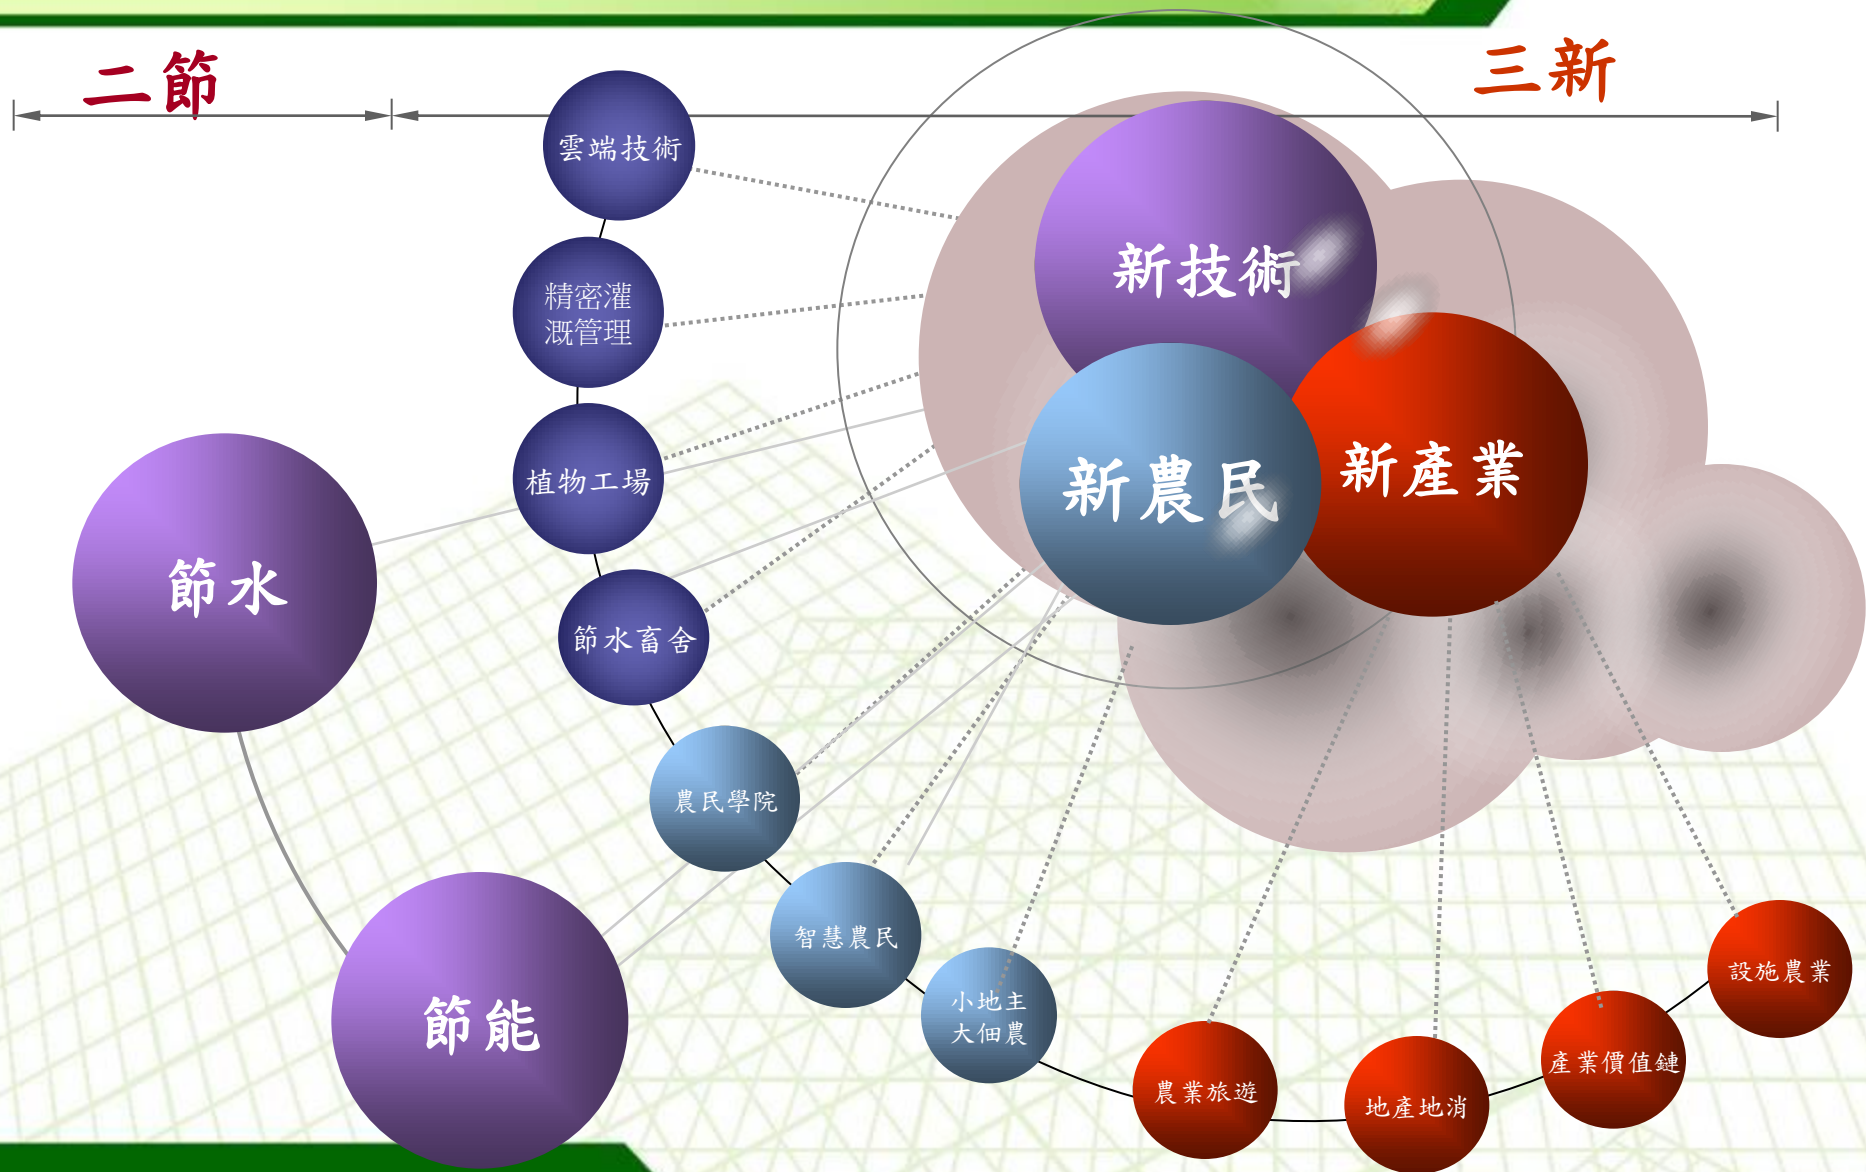 二節
三新
雲端技術
精密灌
溉管理
植物工場
節水畜舍
農民學院
智慧農民
小地主
大佃農
農業旅遊
地產地消
產業價值鏈
設施農業
新技術
新農民
新產業
節水
節能